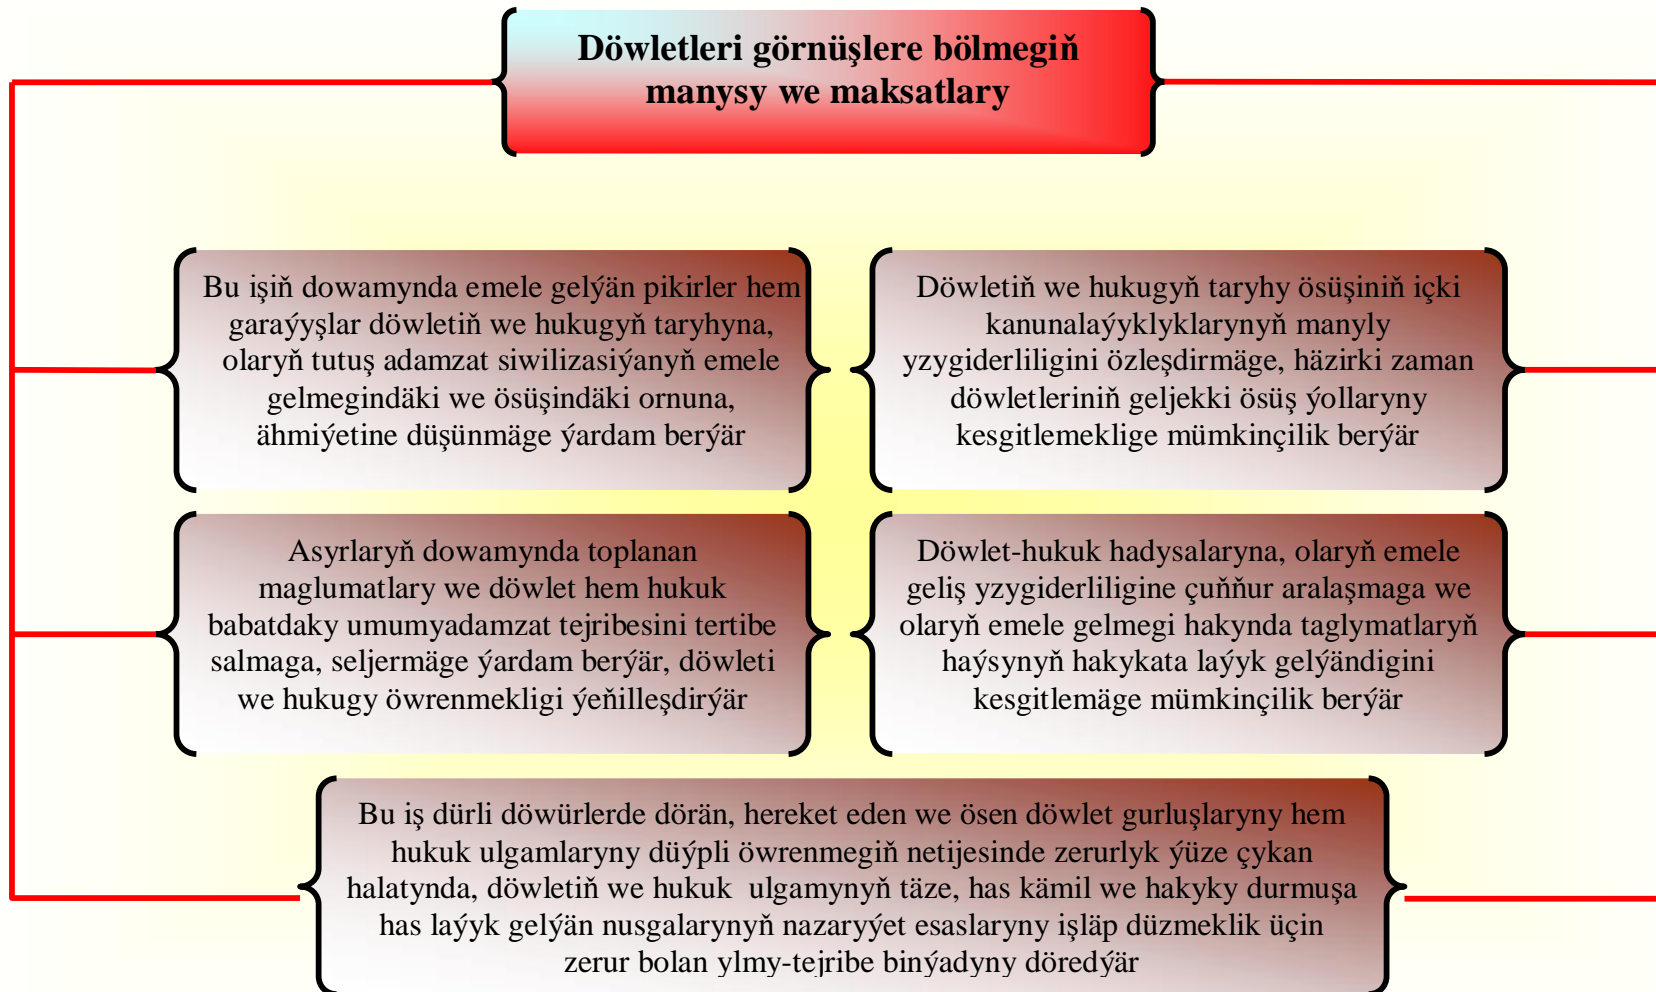 Döwletleri görnüşlere bölmegiň
manysy we maksatlary
Bu işiň dowamynda emele gelýän pikirler hem
garaýyşlar döwletiň we hukugyň taryhyna,
olaryň tutuş adamzat siwilizasiýanyň emele
gelmegindäki we ösüşindäki ornuna,
ähmiýetine düşünmäge ýardam berýär
Döwletiň we hukugyň taryhy ösüşiniň içki
kanunalaýyklyklarynyň manyly
yzygiderliligini özleşdirmäge, häzirki zaman
döwletleriniň geljekki ösüş ýollaryny
kesgitlemeklige mümkinçilik berýär
Asyrlaryň dowamynda toplanan
maglumatlary we döwlet hem hukuk
babatdaky umumyadamzat tejribesini tertibe
salmaga, seljermäge ýardam berýär, döwleti
we hukugy öwrenmekligi ýeňilleşdirýär
Döwlet-hukuk hadysalaryna, olaryň emele
geliş yzygiderliligine çuňňur aralaşmaga we
olaryň emele gelmegi hakynda taglymatlaryň
haýsynyň hakykata laýyk gelýändigini
kesgitlemäge mümkinçilik berýär
Bu iş dürli döwürlerde dörän, hereket eden we ösen döwlet gurluşlaryny hem
hukuk ulgamlaryny düýpli öwrenmegiň netijesinde zerurlyk ýüze çykan
halatynda, döwletiň we hukuk ulgamynyň täze, has kämil we hakyky durmuşa
has laýyk gelýän nusgalarynyň nazaryýet esaslaryny işläp düzmeklik üçin
zerur bolan ylmy-tejribe binýadyny döredýär